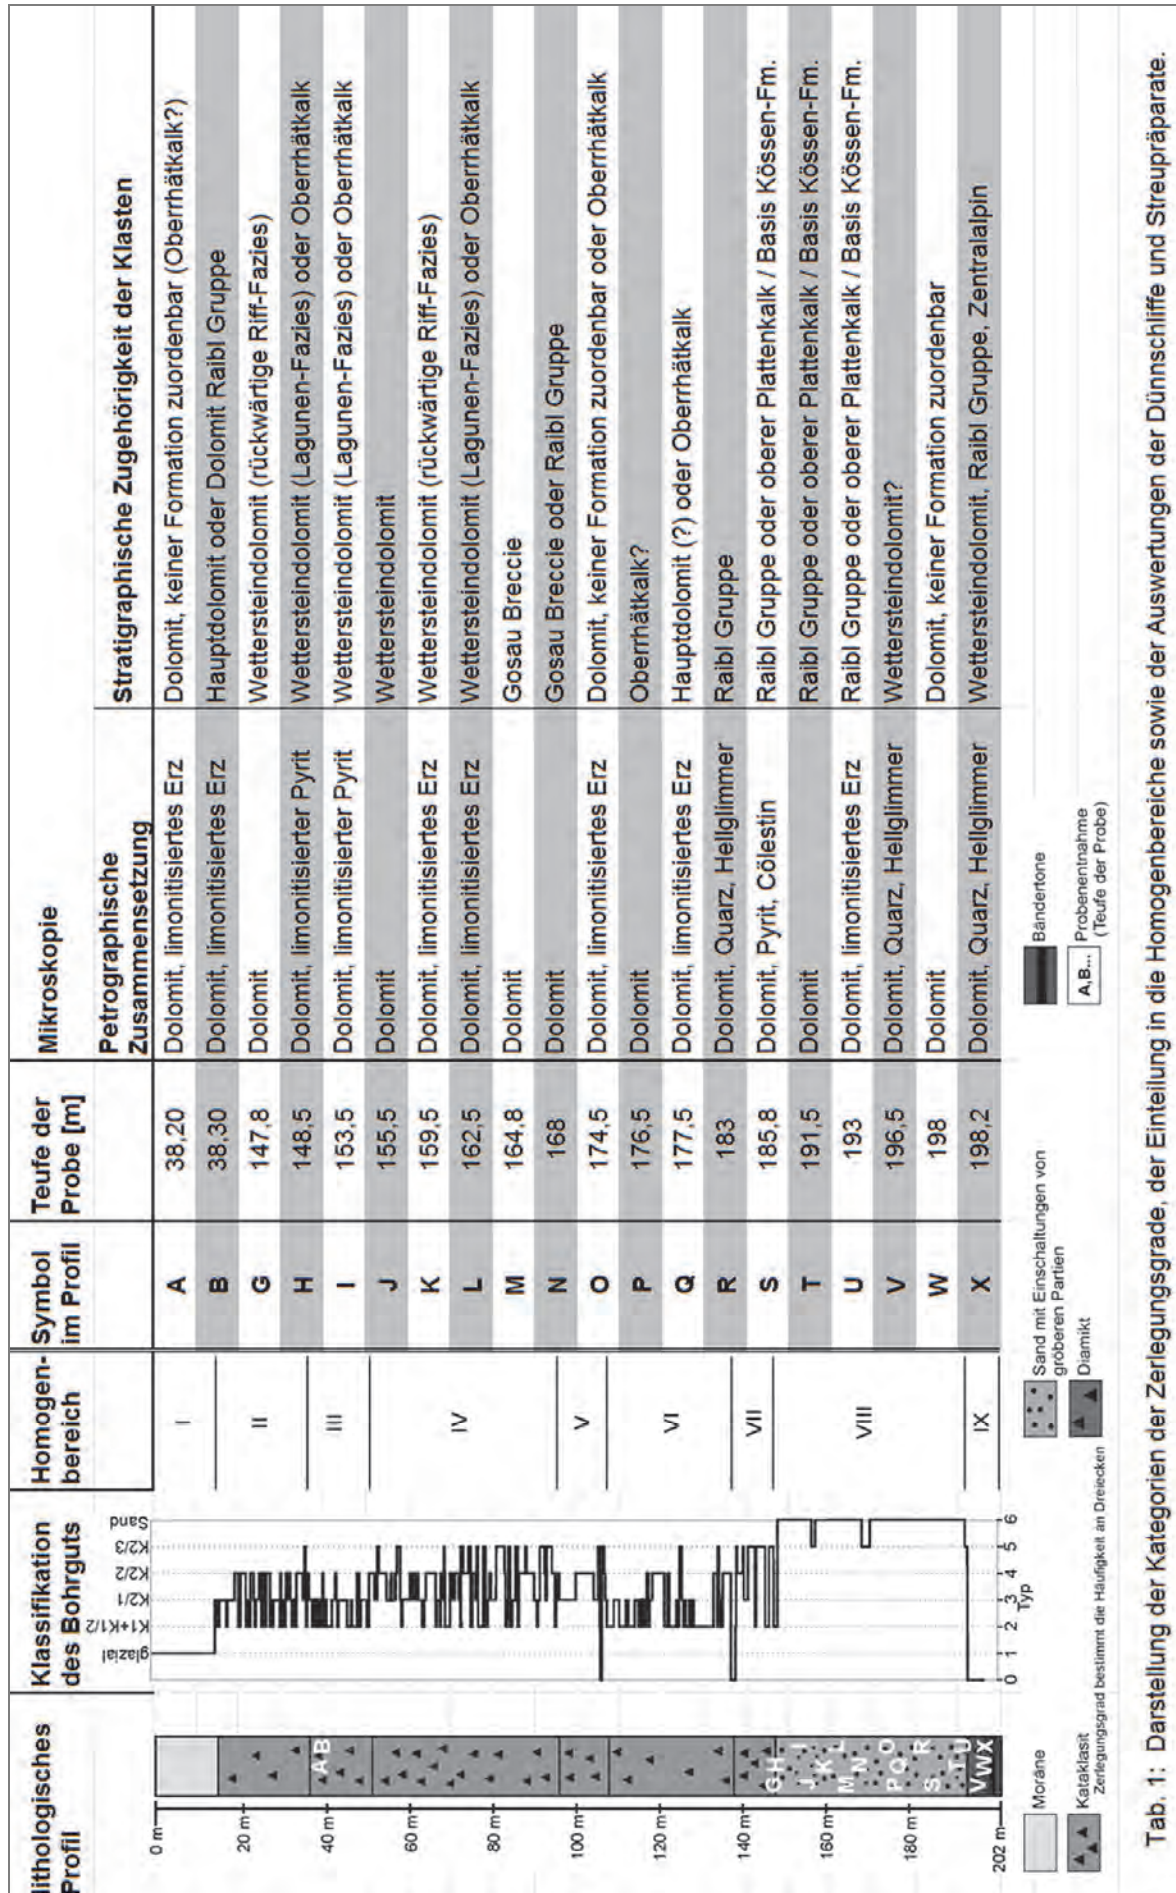 lithologisches Profil
Klassifikation des Bohrguts
Homogen-bereich
Symbol im Profil
Teufe der Probe [m]
Mikroskopie
Petrographische Zusammensetzung
Stratigraphische Zugehörigkeit der Klasten
glazial
K1+K1/2
K2/1
K2/2
K2/3
Sand
A 38,20 Dolomit, limonitisiertes Erz Dolomit, keiner Formation zuordenbar (Oberrhätkalk?)
B 38,30 Dolomit, limonitisiertes Erz Hauptdolomit oder Dolomit Raibl Gruppe
G 147,8 Dolomit Wettersteindolomit (rückwärtige Riff-Fazies)
H 148,5 Dolomit, limonitisierter Pyrit Wettersteindolomit (Lagunen-Fazies) oder Oberrhätkalk
I 153,5 Dolomit, limonitisierter Pyrit Wettersteindolomit (Lagunen-Fazies) oder Oberrhätkalk
J 155,5 Dolomit Wettersteindolomit
K 159,5 Dolomit, limonitisiertes Erz Wettersteindolomit (rückwärtige Riff-Fazies)
L 162,5 Dolomit, limonitisiertes Erz Wettersteindolomit (Lagunen-Fazies) oder Oberrhätkalk
M 164,8 Dolomit Gosau Breccie
N 168 Dolomit Gosau Breccie oder Raibl Gruppe
O 174,5 Dolomit, limonitisiertes Erz Dolomit, keiner Formation zuordenbar oder Oberrhätkalk
P 176,5 Dolomit Oberrhätkalk?
Q 177,5 Dolomit, limonitisiertes Erz Hauptdolomit (?) oder Oberrhätkalk
R 183 Dolomit, Quarz, Hellglimmer Raibl Gruppe
S 185,8 Dolomit, Pyrit, Cölestin Raibl Gruppe oder oberer Plattenkalk / Basis Kössen-Fm.
T 191,5 Dolomit Raibl Gruppe oder oberer Plattenkalk / Basis Kössen-Fm.
U 193 Dolomit, limonitisiertes Erz Raibl Gruppe oder oberer Plattenkalk / Basis Kössen-Fm.
V 196,5 Dolomit, Quarz, Hellglimmer Wettersteindolomit?
W 198 Dolomit Dolomit, keiner Formation zuordenbar
X 198,2 Dolomit, Quarz, Hellglimmer Wettersteindolomit, Raibl Gruppe, Zentralalpin
I
II
III
IV
V
VI
VII
VIII
IX
0 m
20 m
40 m
60 m
80 m
100 m
120 m
140 m
160 m
180 m
202 m
A B
G H I
J K L
M N O
P Q R
S T U
V W X
0 1 2 3 4 5 6
Typ
Moräne
Kataklasit
Zerlegungsgrad bestimmt die Häufigkeit an Dreiecken
Sand mit Einschaltungen von
gröberen Partien
Diamikt
Bändertone
A,B... Probenentnahme
(Teufe der Probe)
Tab. 1: Darstellung der Kategorien der Zerlegungsgrade, der Einteilung in die Homogenbereiche sowie der Auswertungen der Dünnschliffe und Streupräparate.